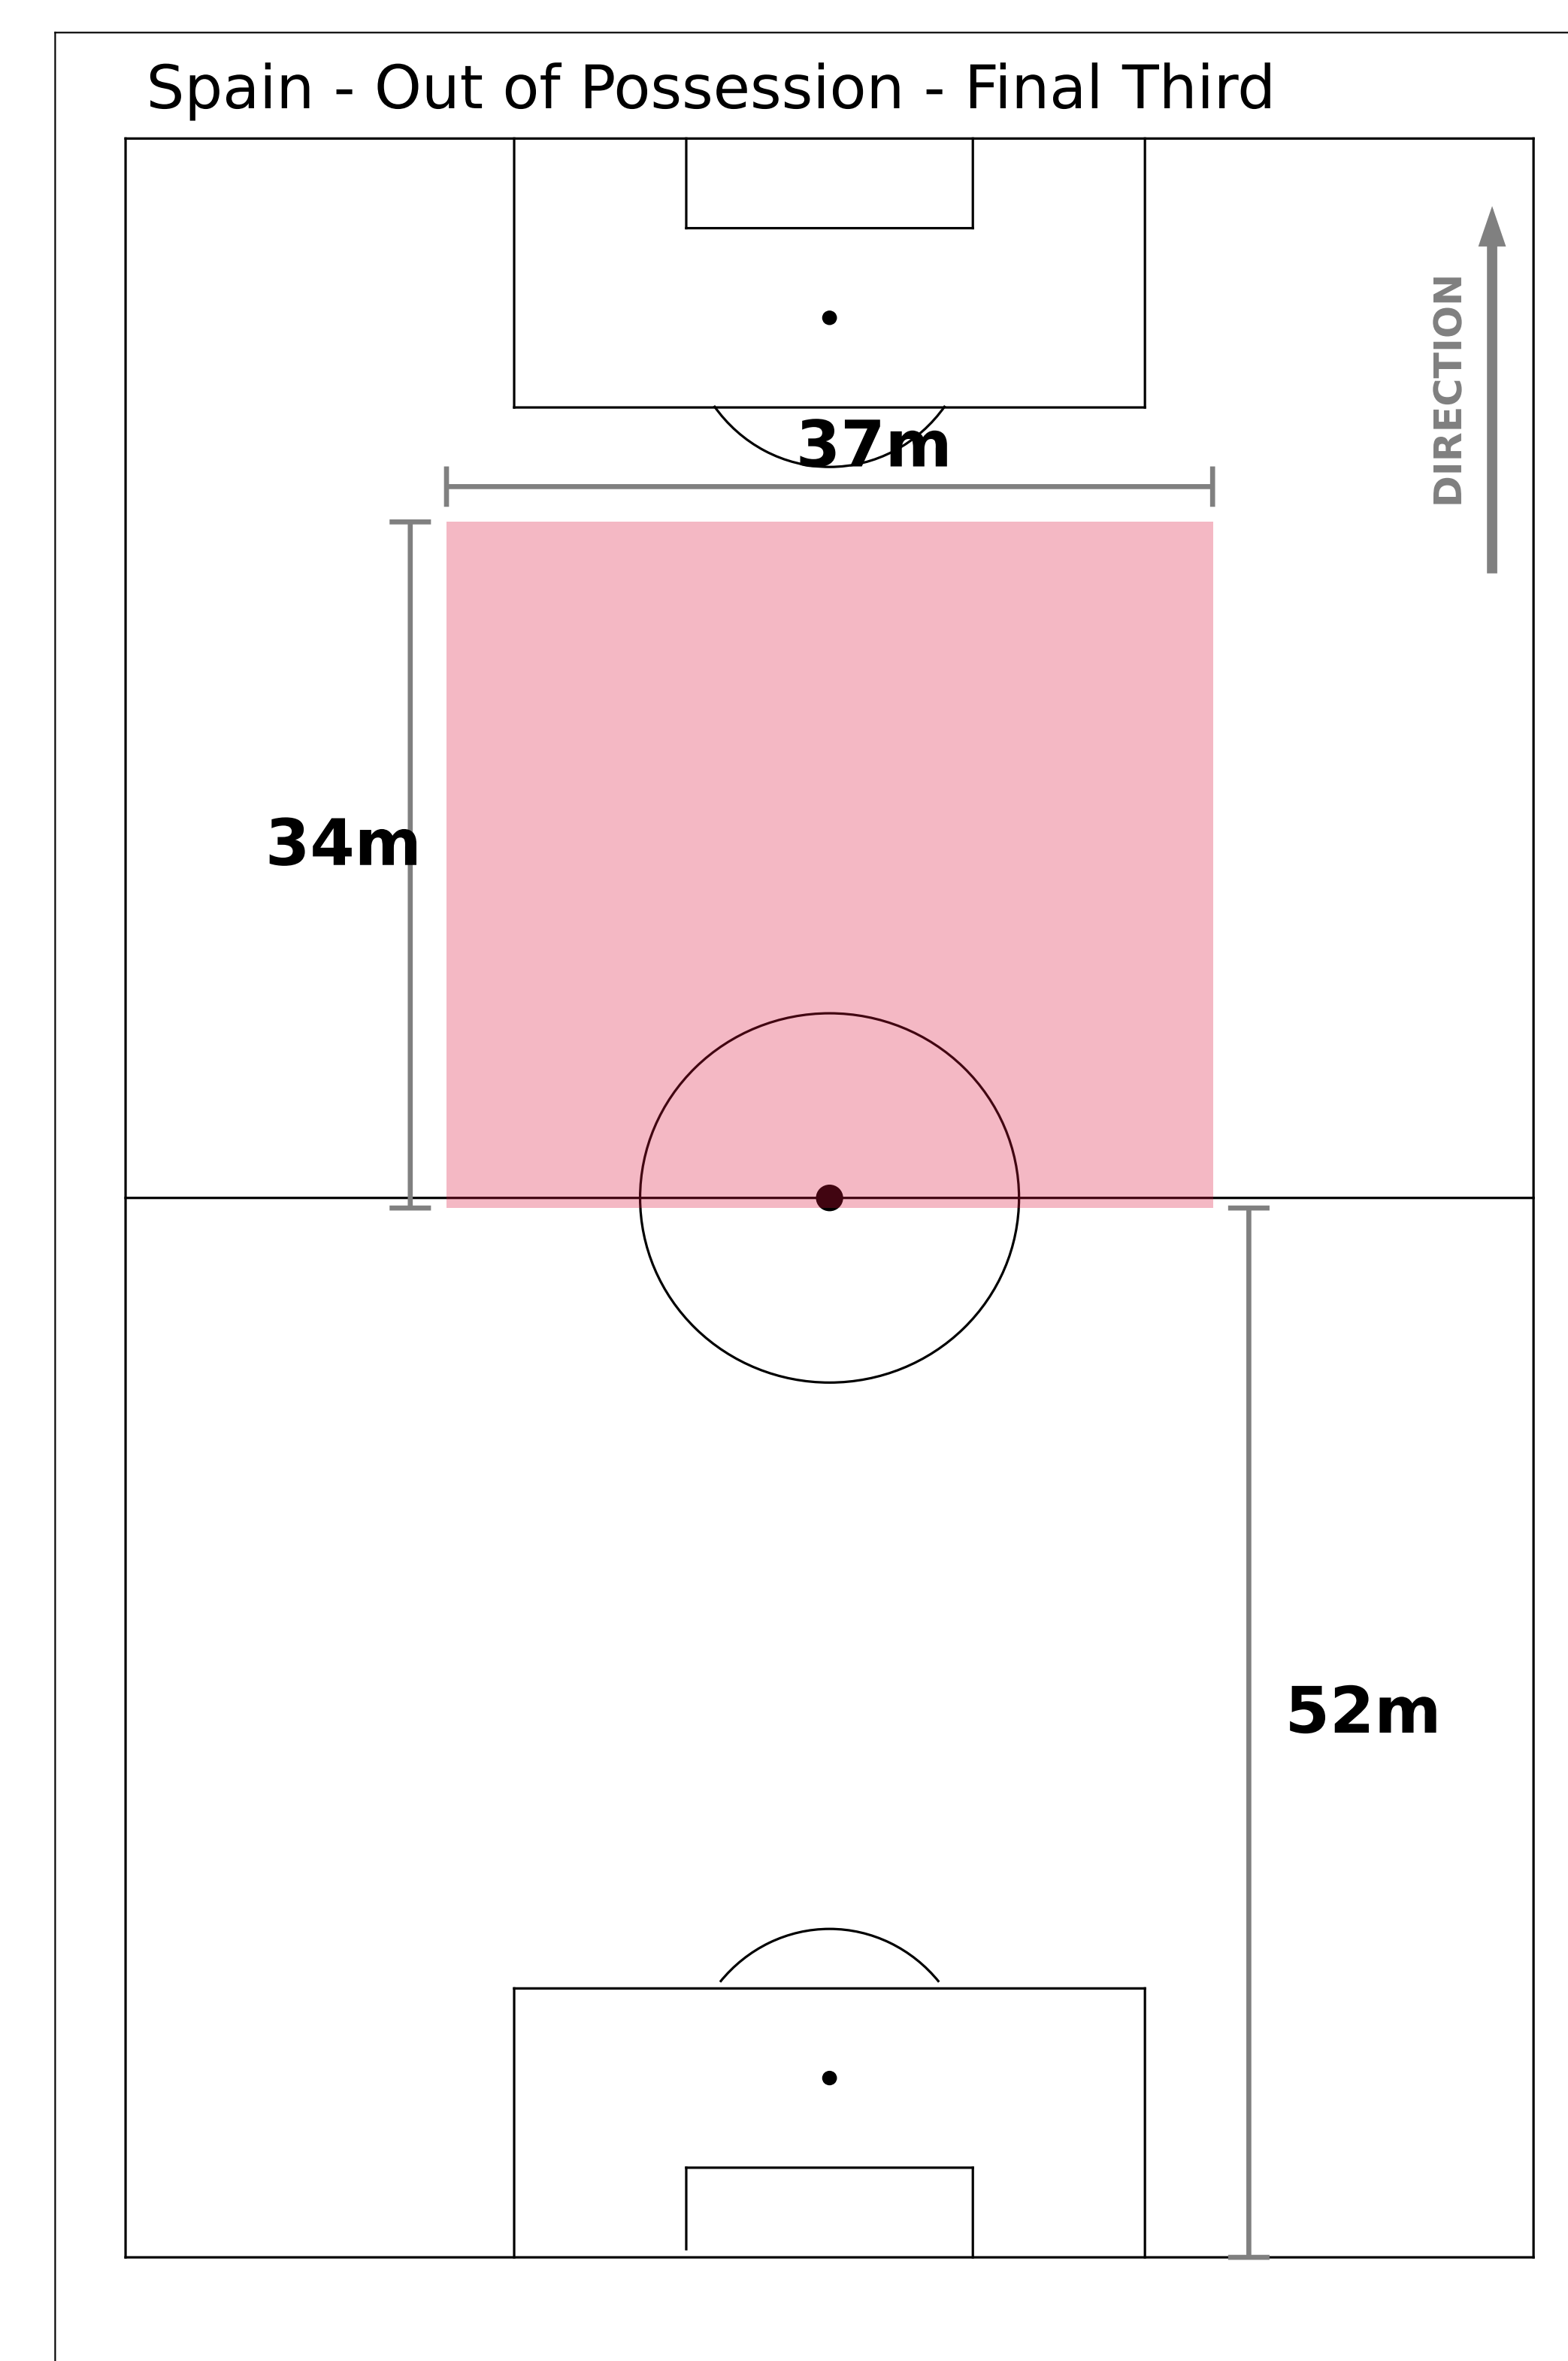 Spain - Out of Possession - Final Third
DIRECTION
37m
34m
52m